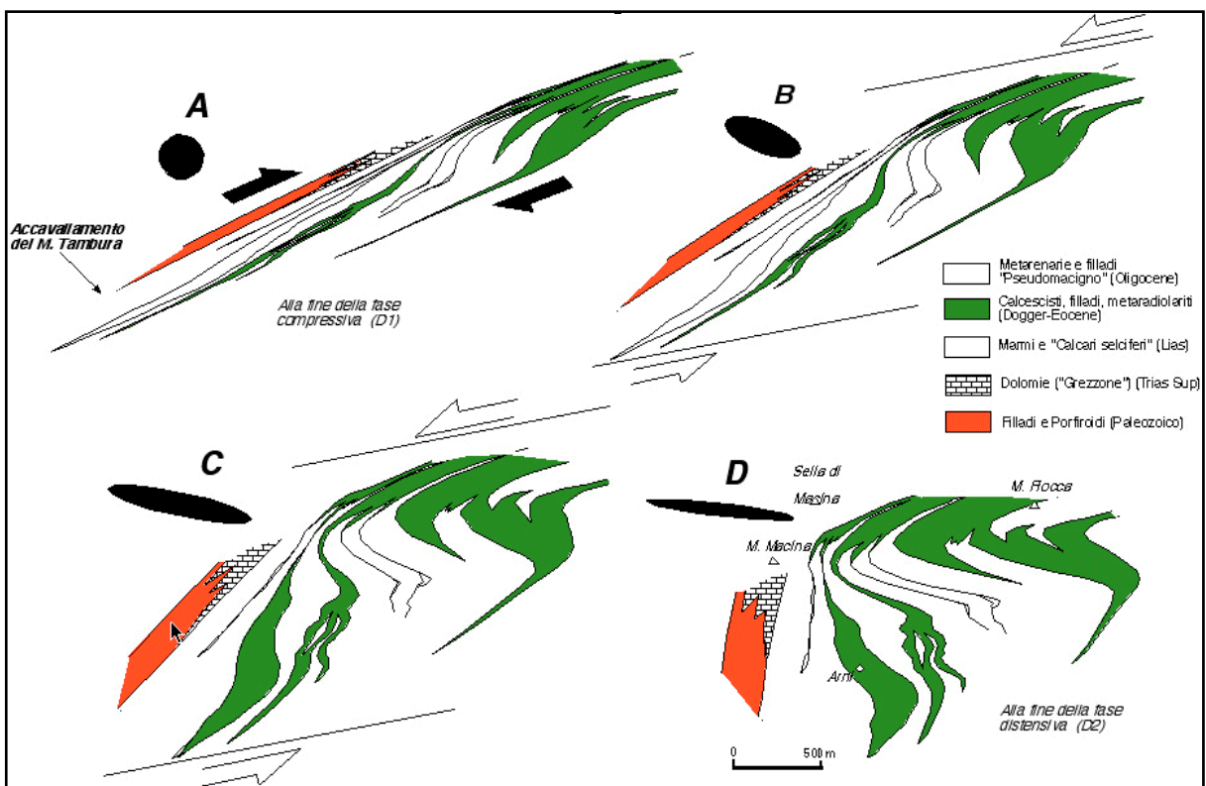 A
Accavallamento
del M. Tambura
Alla fine della fase
compressiva (D1)
B
Metarenarie e filladi
"Pseudomacigno" (Oligocene)
Calcescisti, filladi, metaradiolariti
(Dogger-Eocene)
Marmi e "Calcari selciferi" (Lias)
Dolomie ("Grezzone") (Trias Sup)
Filladi e Porfiroidi (Paleozoico)
C
D
Sella di
Macina
M. Fiocca
M. Macina
Arni
Alla fine della fase
distensiva (D2)
0 500 m